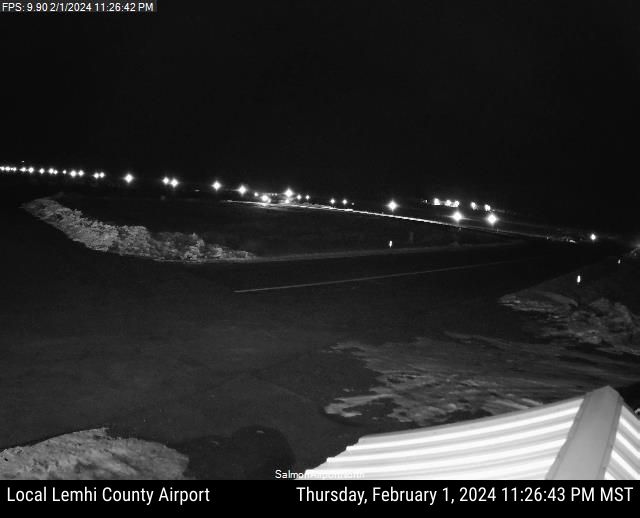 FPS: 9.90 2/1/2024 11:26:42 PM MST
Local Lemhi County Airport
Thursday, February 1, 2024 11:26:43 PM MST